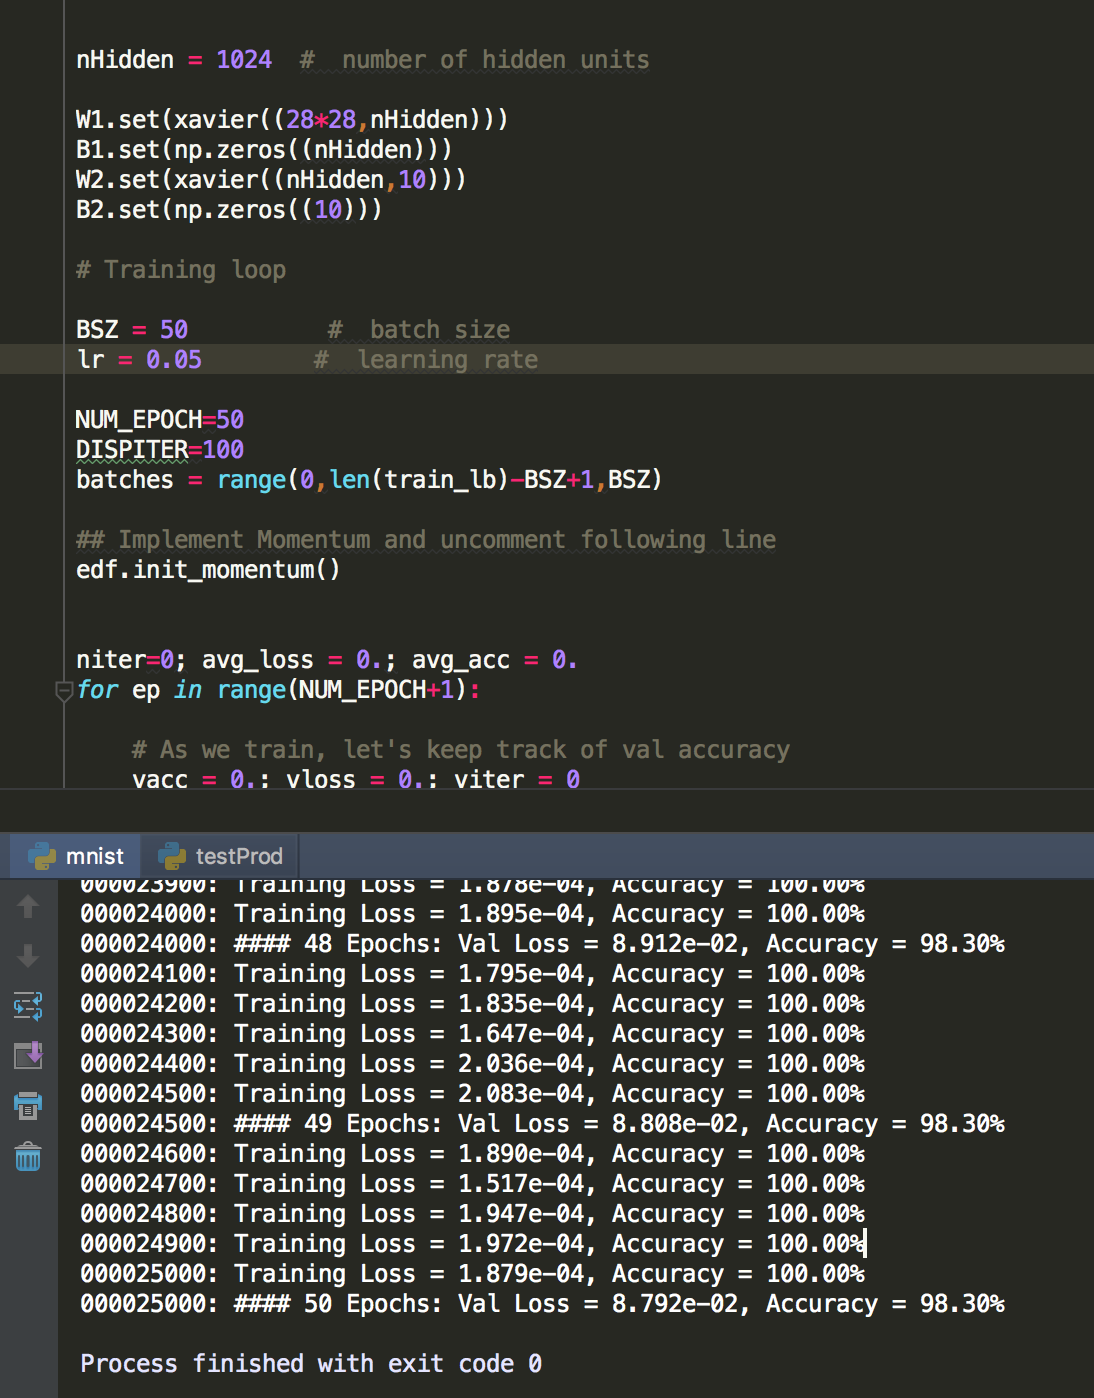 nHidden = 1024  #  number of hidden units
W1.set(xavier((28*28,nHidden)))
B1.set(np.zeros((nHidden)))
W2.set(xavier((nHidden,10)))
B2.set(np.zeros((10)))
# Training loop
BSZ = 50          #  batch size
lr = 0.05        #  learning rate
NUM_EPOCH=50
DISPITER=100
batches = range(0,len(train_lb)-BSZ+1,BSZ)
## Implement Momentum and uncomment following line
edf.init_momentum()
niter=0; avg_loss = 0.; avg_acc = 0.
for ep in range(NUM_EPOCH+1):
    # As we train, let's keep track of val accuracy
    vacc = 0.; vloss = 0.; viter = 0
mnist testProd
000023900: Training Loss = 1.878e-04, Accuracy = 100.00%
000024000: Training Loss = 1.895e-04, Accuracy = 100.00%
000024000: #### 48 Epochs: Val Loss = 8.912e-02, Accuracy = 98.30%
000024100: Training Loss = 1.795e-04, Accuracy = 100.00%
000024200: Training Loss = 1.835e-04, Accuracy = 100.00%
000024300: Training Loss = 1.647e-04, Accuracy = 100.00%
000024400: Training Loss = 2.036e-04, Accuracy = 100.00%
000024500: Training Loss = 2.083e-04, Accuracy = 100.00%
000024500: #### 49 Epochs: Val Loss = 8.808e-02, Accuracy = 98.30%
000024600: Training Loss = 1.890e-04, Accuracy = 100.00%
000024700: Training Loss = 1.517e-04, Accuracy = 100.00%
000024800: Training Loss = 1.947e-04, Accuracy = 100.00%
000024900: Training Loss = 1.972e-04, Accuracy = 100.00%
000025000: Training Loss = 1.879e-04, Accuracy = 100.00%
000025000: #### 50 Epochs: Val Loss = 8.792e-02, Accuracy = 98.30%
Process finished with exit code 0